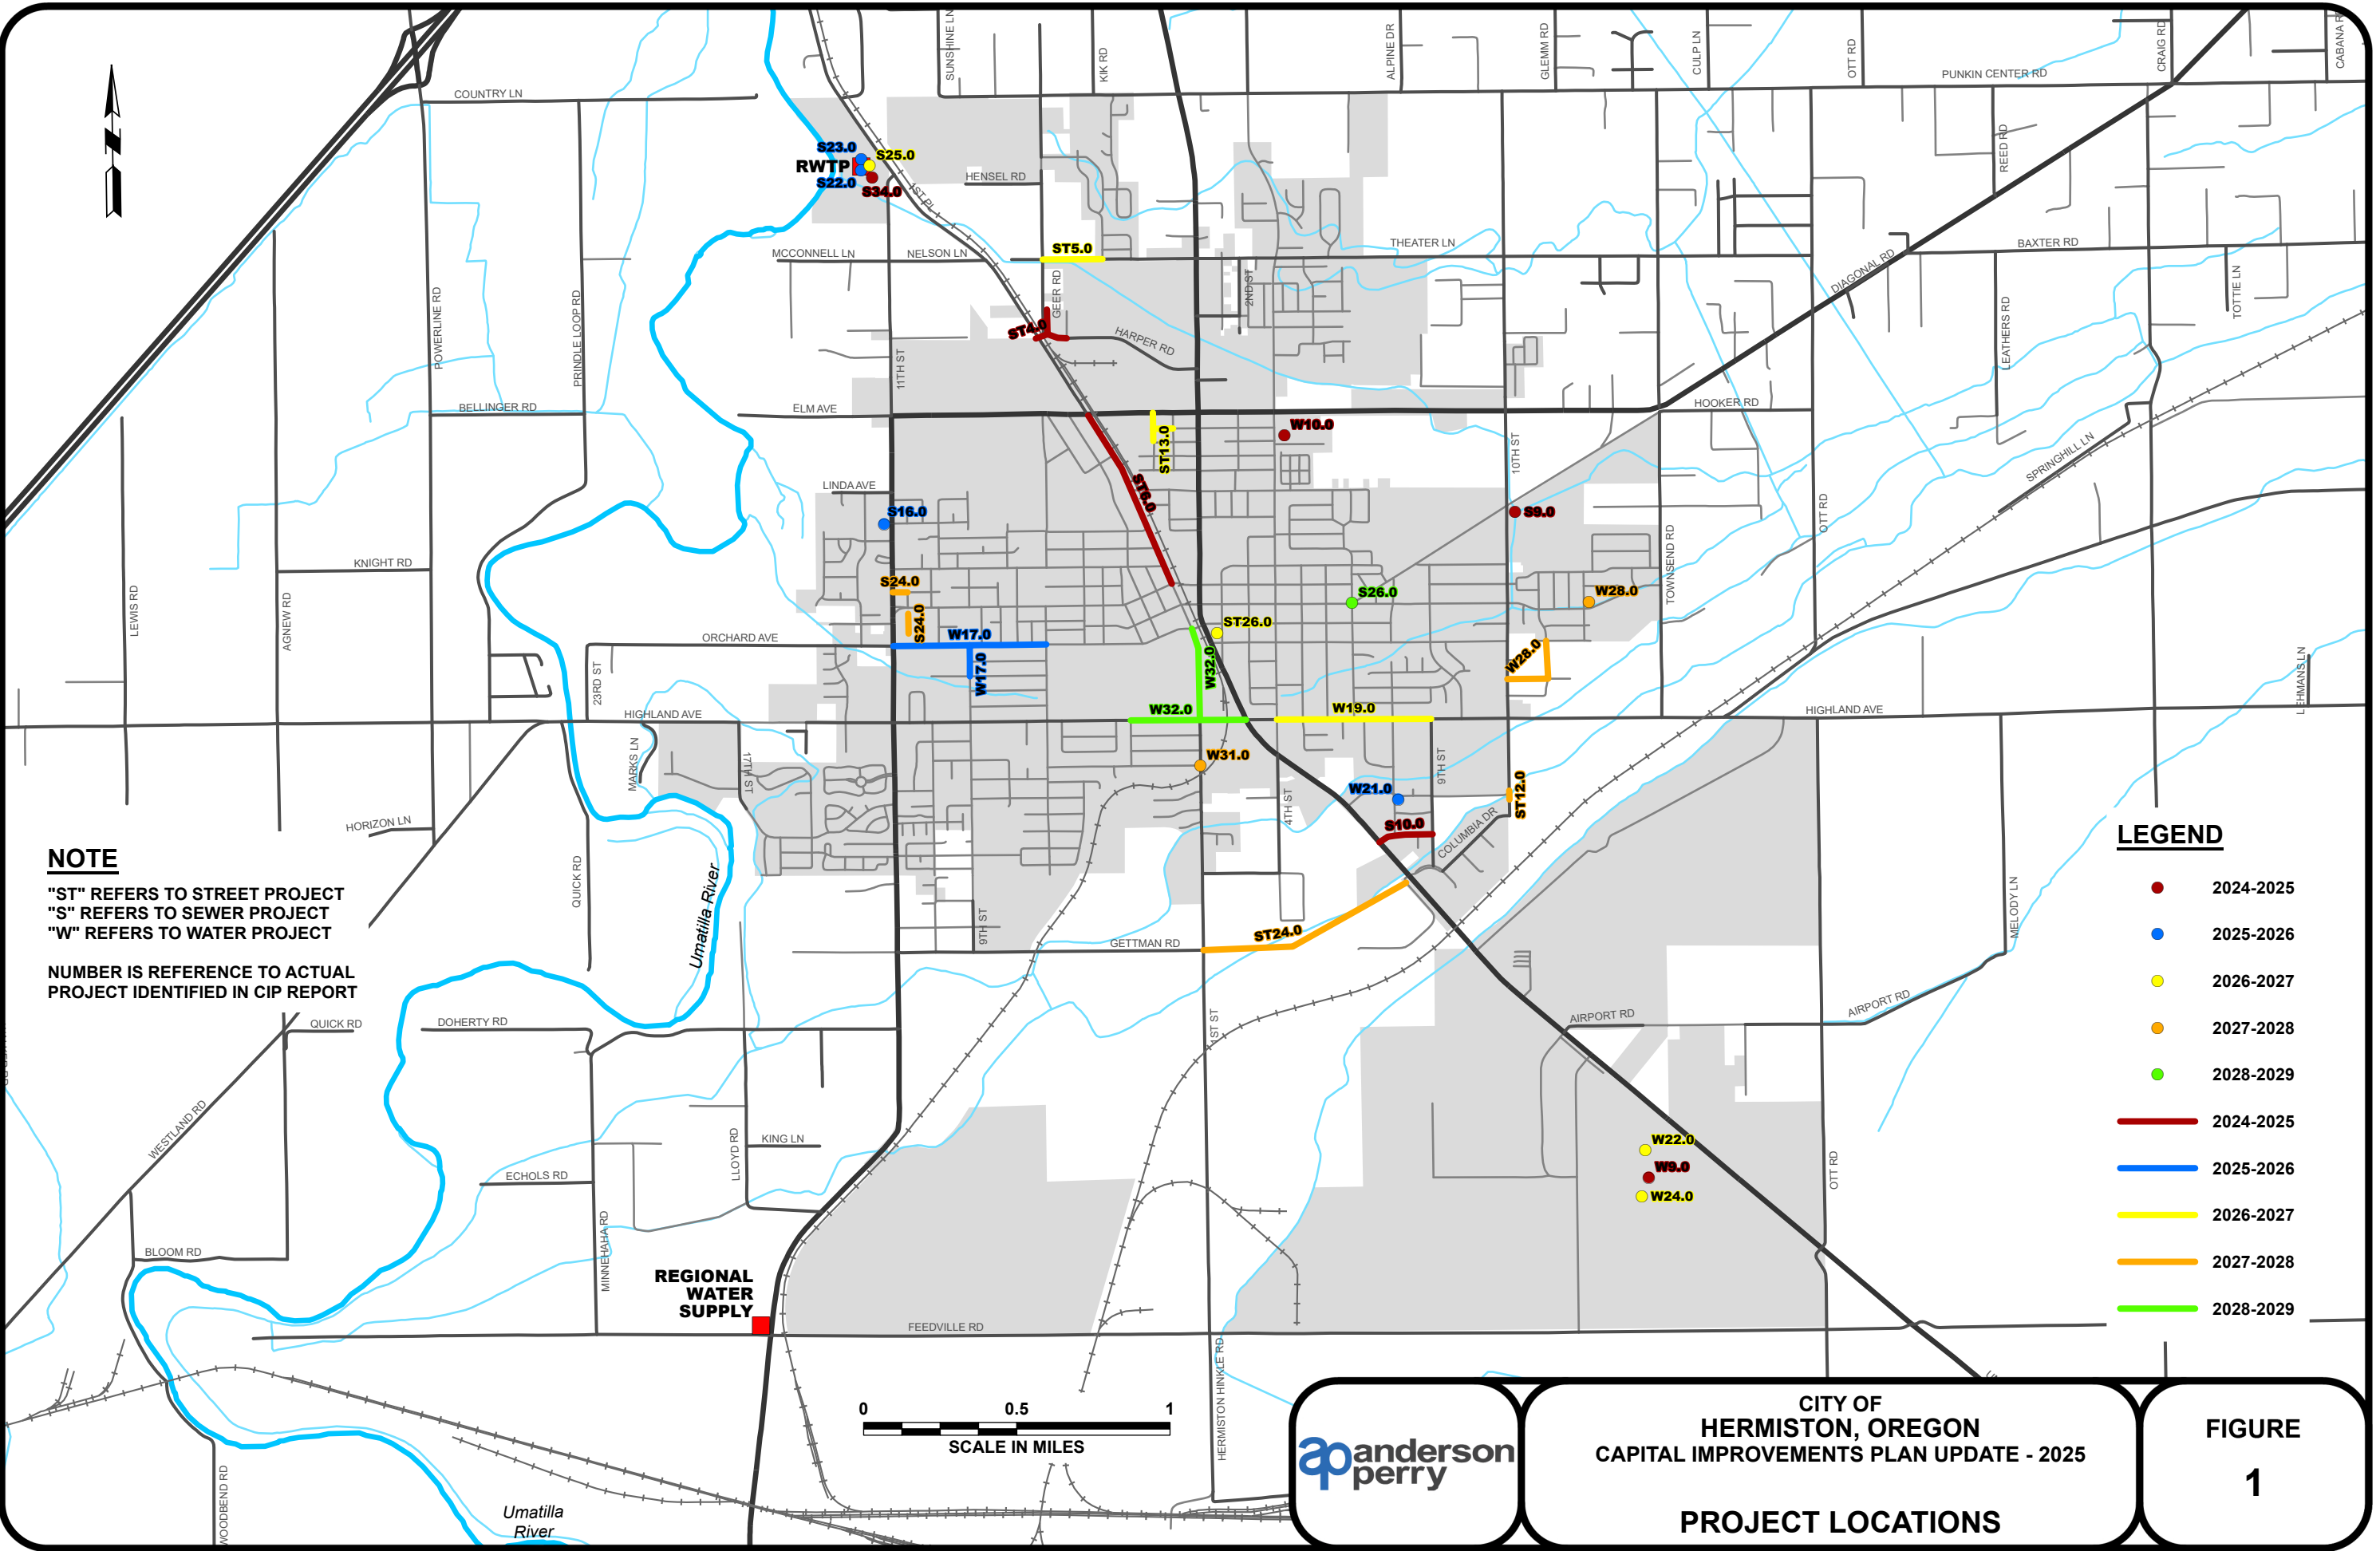 SUNSHINE LN
KIK RD
ALPINE DR
GLEMM RD
CULP LN
OTT RD
CRAIG RD
PUNKIN CENTER RD
COUNTRY LN
N
REED RD
S23.0
S25.0
RWTP
S22.0
S34.0
HENSEL RD
1ST PL
MCCONNELL LN
NELSON LN
ST5.0
THEATER LN
BAXTER RD
GEER RD
2ND ST
DIAGONAL RD
TOTTIE LN
POWERLINE RD
PRINDLE LOOP RD
ST4.0
HARPER RD
11TH ST
LEATHERS RD
BELLINGER RD
ELM AVE
HOOKER RD
W10.0
ST13.0
10TH ST
SPRINGHILL LN
LINDA AVE
ST6.0
S16.0
S9.0
OTT RD
TOWNSEND RD
KNIGHT RD
LEWIS RD
AGNEW RD
S24.0
S24.0
S26.0
W28.0
ST26.0
ORCHARD AVE
W17.0
W17.0
W32.0
W28.0
23RD ST
LEHMANS LN
HIGHLAND AVE
W32.0
W19.0
HIGHLAND AVE
MARKS LN
17TH ST
W31.0
9TH ST
W21.0
4TH ST
ST12.0
HORIZON LN
S10.0
COLUMBIA DR
QUICK RD
Umatilla River
9TH ST
GETTMAN RD
ST24.0
MELODY LN
NOTE
"ST" REFERS TO STREET PROJECT
"S" REFERS TO SEWER PROJECT
"W" REFERS TO WATER PROJECT
NUMBER IS REFERENCE TO ACTUAL
PROJECT IDENTIFIED IN CIP REPORT
LEGEND
2024-2025
2025-2026
2026-2027
2027-2028
2028-2029
2024-2025
2025-2026
2026-2027
2027-2028
2028-2029
QUICK RD
DOHERTY RD
1ST ST
AIRPORT RD
AIRPORT RD
WESTLAND RD
LLOYD RD
KING LN
ECHOLS RD
W22.0
W9.0
W24.0
OTT RD
BLOOM RD
MINNEHAHA RD
REGIONAL
WATER
SUPPLY
FEEDVILLE RD
HERMISTON HINKLE RD
0 0.5 1
SCALE IN MILES
WOODBEND RD
Umatilla
River
ap anderson
perry
CITY OF
HERMISTON, OREGON
CAPITAL IMPROVEMENTS PLAN UPDATE - 2025
PROJECT LOCATIONS
FIGURE
1